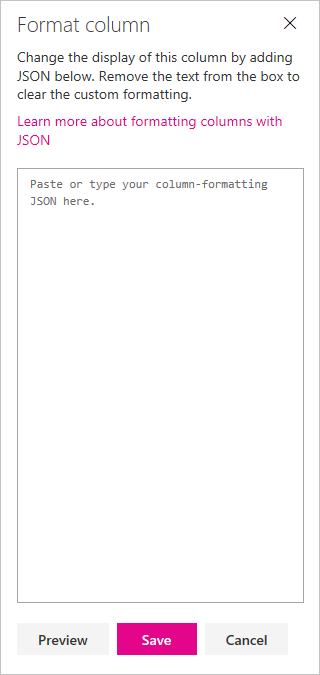 Format column
Change the display of this column by adding
JSON below. Remove the text from the box to
clear the custom formatting.
Learn more about formatting columns with
JSON
Paste or type your column-formatting
JSON here.
Preview
Save
Cancel